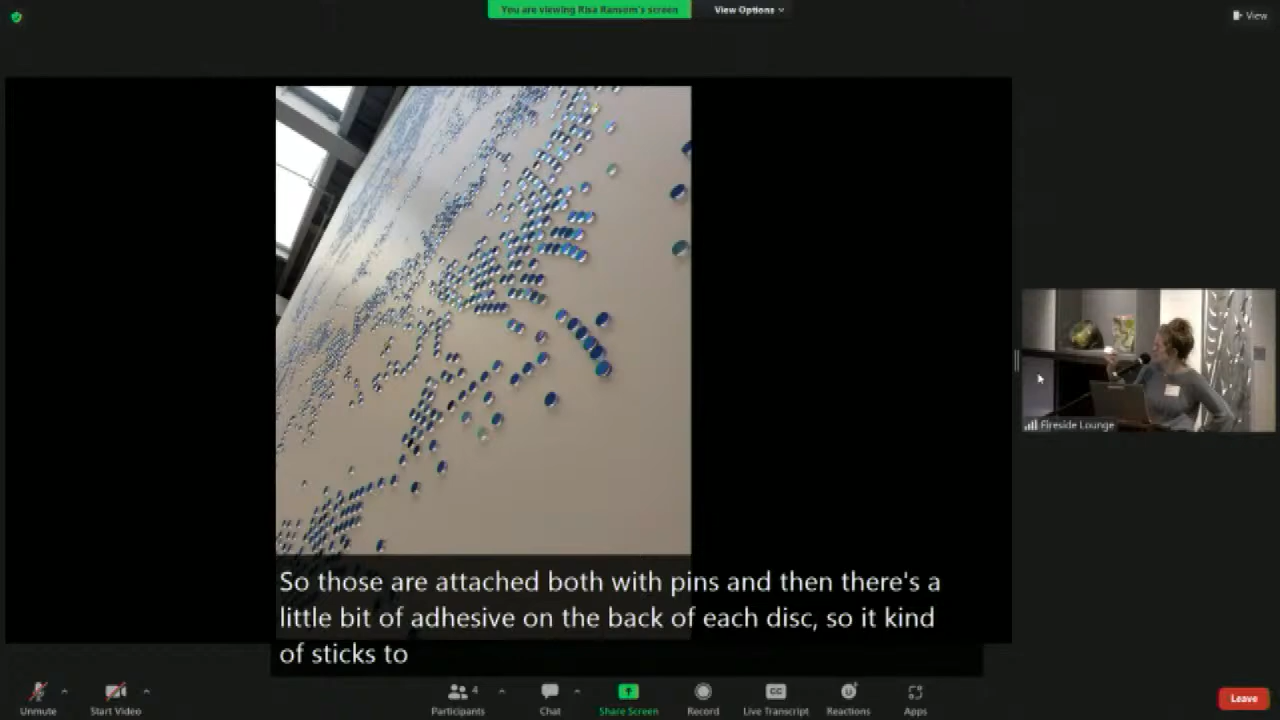 You are viewing Risa Ransom's screen
View Options
View
Fireside Lounge
So those are attached both with pins and then there's a
little bit of adhesive on the back of each disc, so it kind
of sticks to
Unmute
Start Video
Participants
4
Chat
Share Screen
Record
CC
Live Transcript
Reactions
Apps
Leave